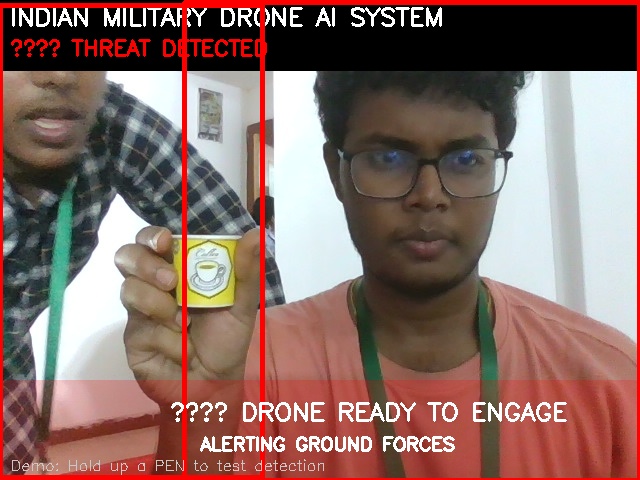 INDIAN MILITARY DRONE AI SYSTEM
???? THREAT DETECTED
Coffee
???? DRONE READY TO ENGAGE
ALERTING GROUND FORCES
Demo: Hold up a PEN to test detection